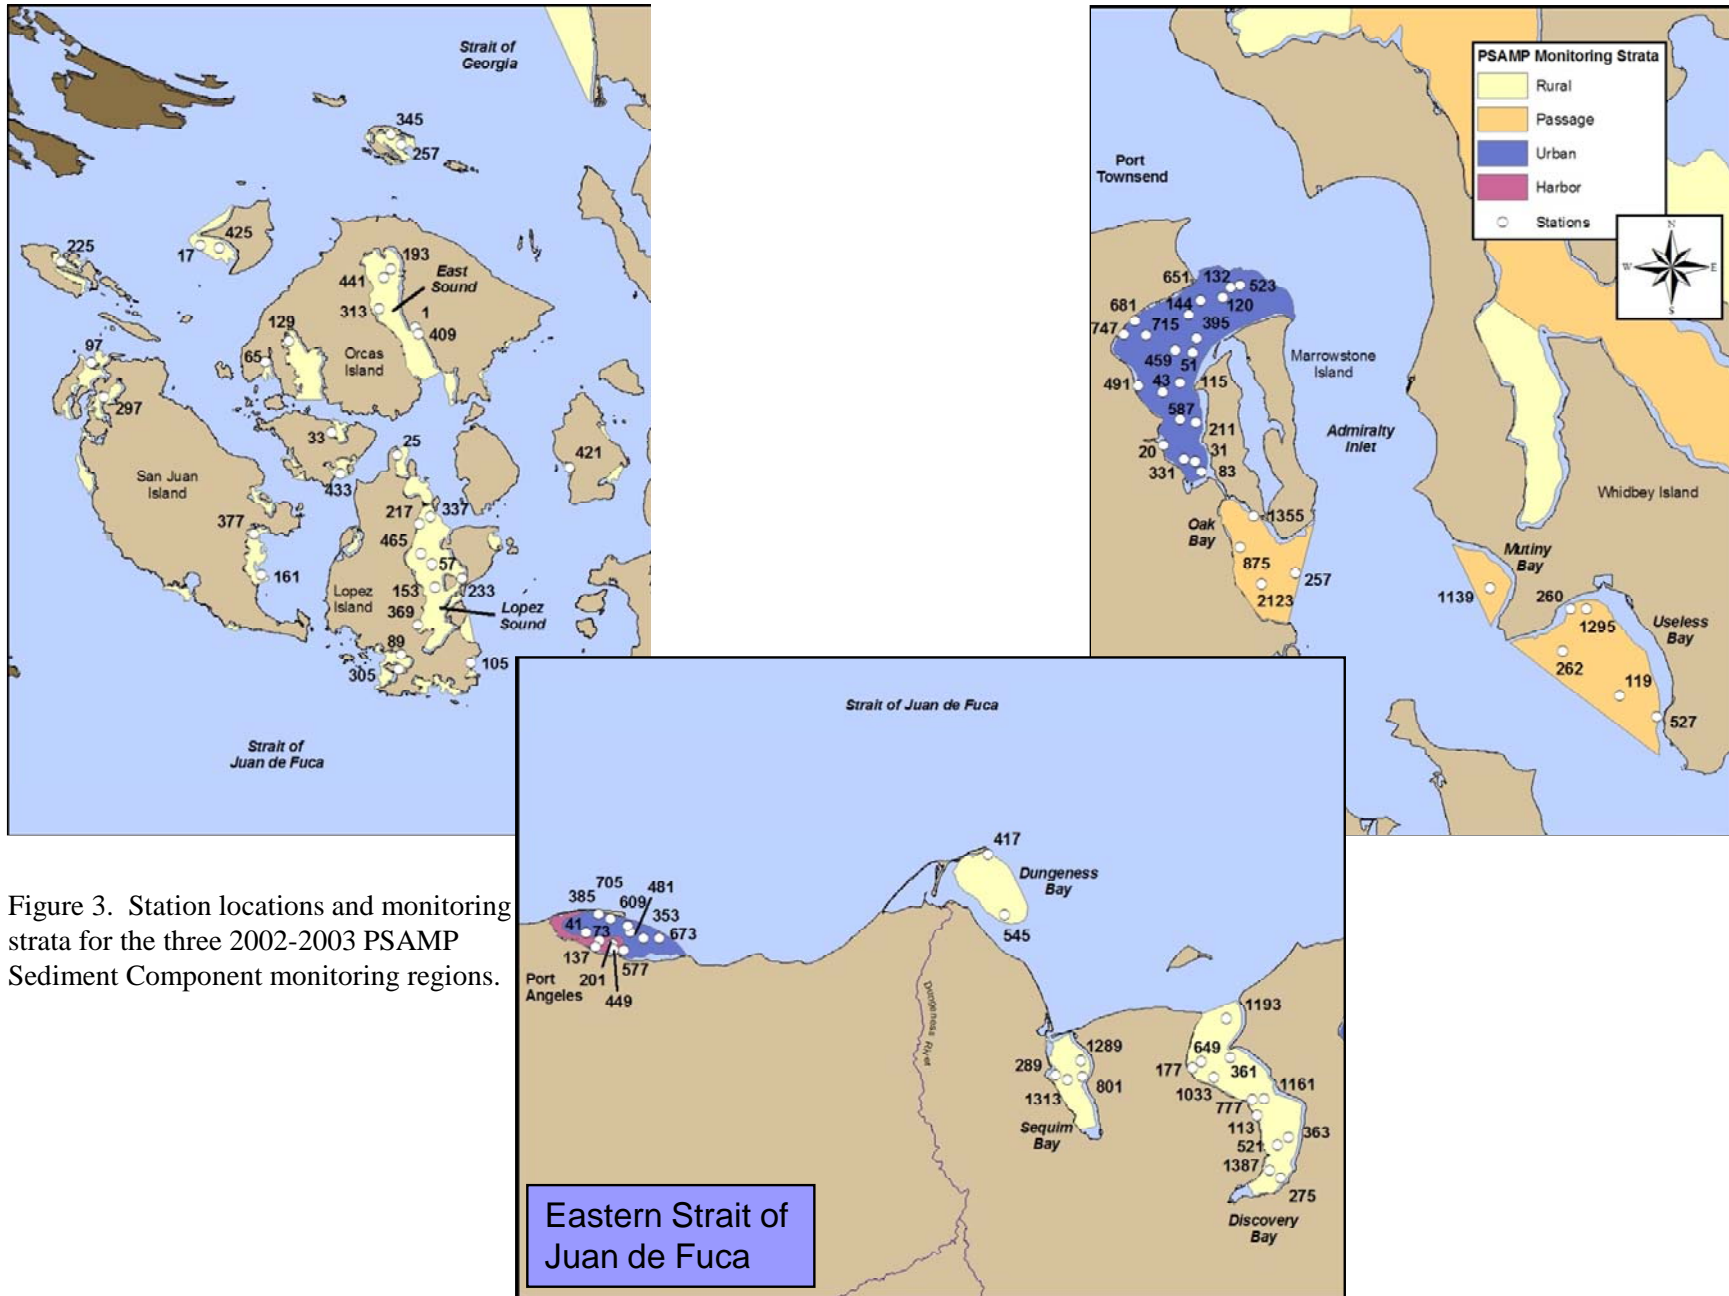 Strait of
Georgia
345
257
425
17
225
193
441
East
Sound
313
1
409
129
65
Orcas
Island
97
297
33
25
421
433
San Juan
Island
217
337
377
465
57
161
153
233
Lopez
Island
369
Lopez
Sound
89
305
105
Strait of
Juan de Fuca
PSAMP Monitoring Strata
Rural
Passage
Urban
Harbor
Stations
N
W
E
S
Port
Townsend
651
132
523
144
120
681
747
715
395
459
51
Marrowstone
Island
491
43
115
587
211
Admiralty
Inlet
20
31
331
83
Whidbey Island
1355
Oak
Bay
875
257
2123
Mutiny
Bay
1139
260
1295
Useless
Bay
262
119
527
Strait of Juan de Fuca
417
Dungeness
Bay
545
705
385
481
609
353
41
73
673
137
577
201
449
Port
Angeles
Dungeness River
1193
1289
649
289
177
361
801
1161
1313
1033
777
113
363
Sequim
Bay
521
1387
275
Discovery
Bay
Eastern Strait of
Juan de Fuca
Figure 3. Station locations and monitoring
strata for the three 2002-2003 PSAMP
Sediment Component monitoring regions.